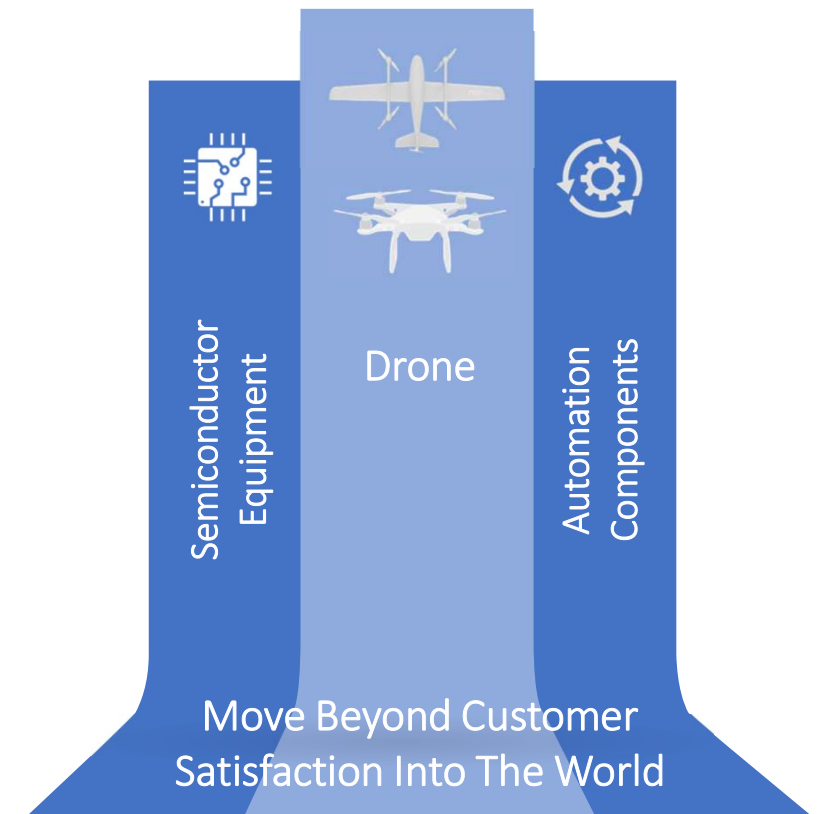 Semiconductor
Equipment
Drone
Automation
Components
Move Beyond Customer
Satisfaction Into The World